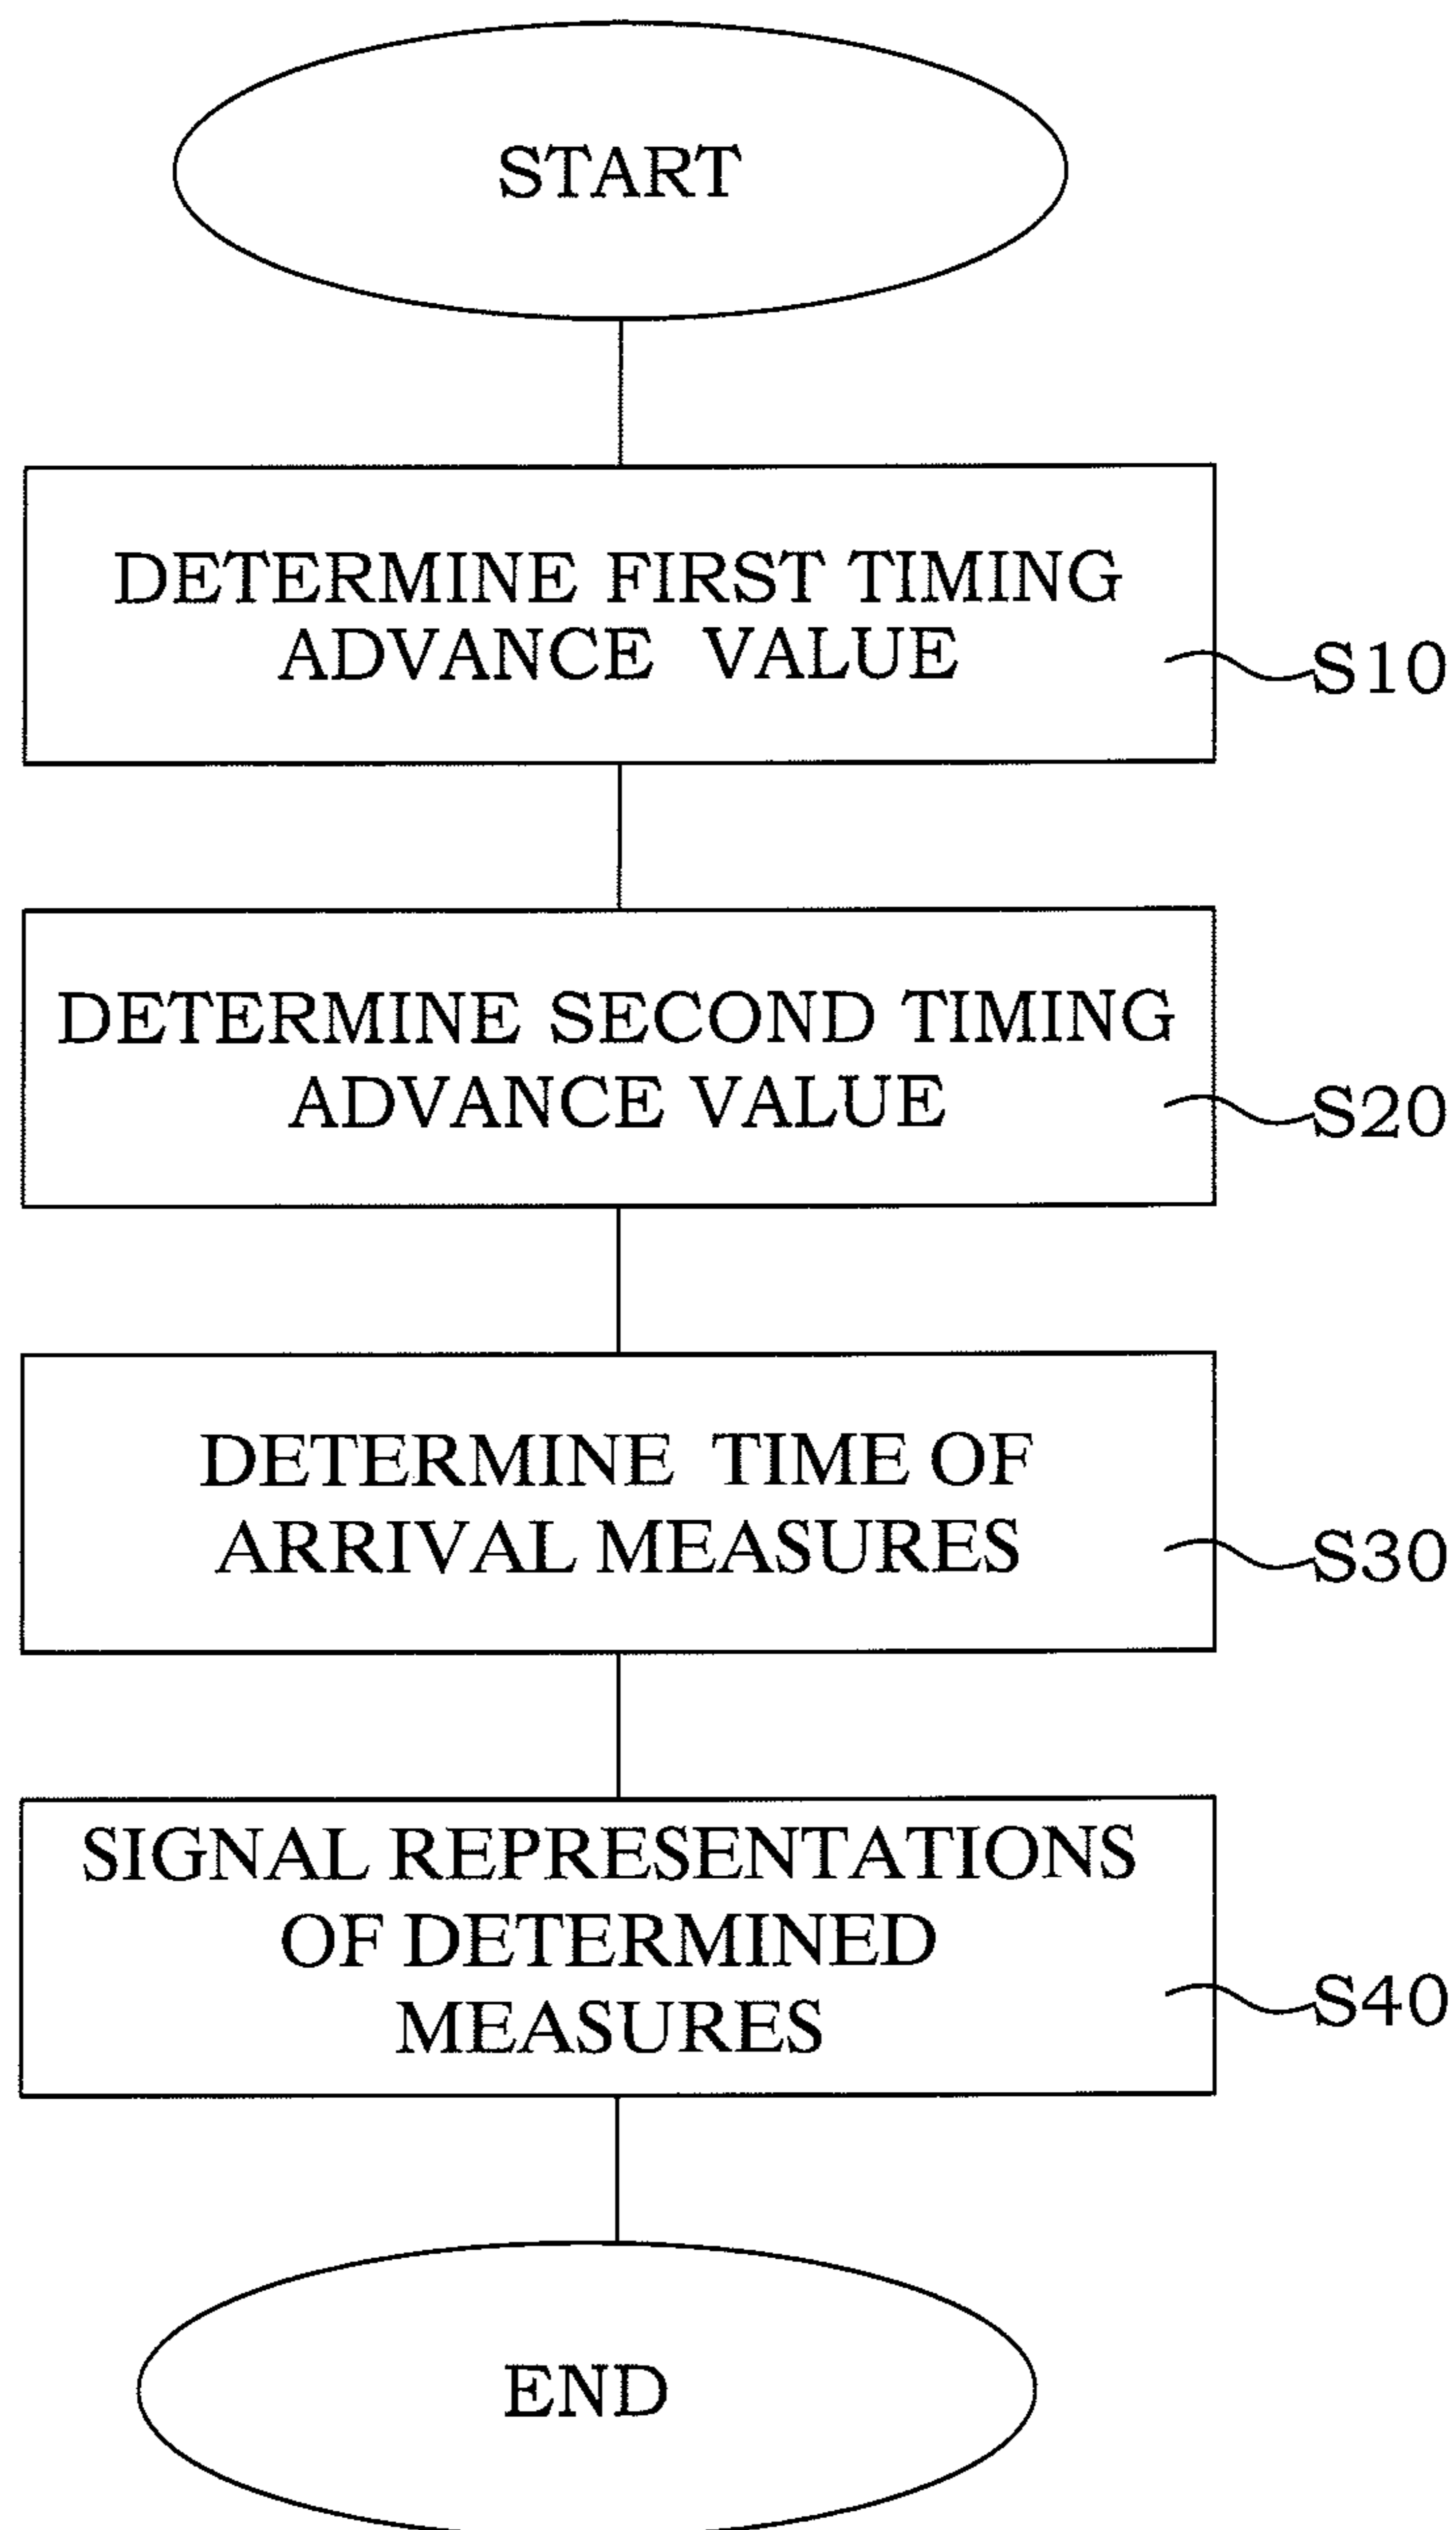 START
DETERMINE FIRST TIMING
ADVANCE VALUE
S10
DETERMINE SECOND TIMING
ADVANCE VALUE
S20
DETERMINE TIME OF
ARRIVAL MEASURES
S30
SIGNAL REPRESENTATIONS
OF DETERMINED
MEASURES
S40
END